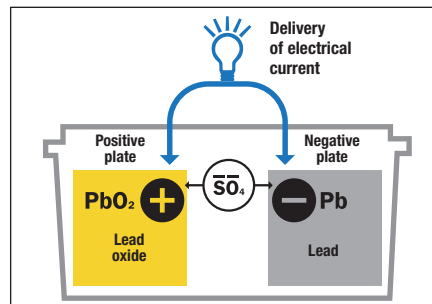 Delivery
of electrical
current
Positive
plate
Negative
plate
PbO₂ +
SO₄
− Pb
Lead
oxide
Lead